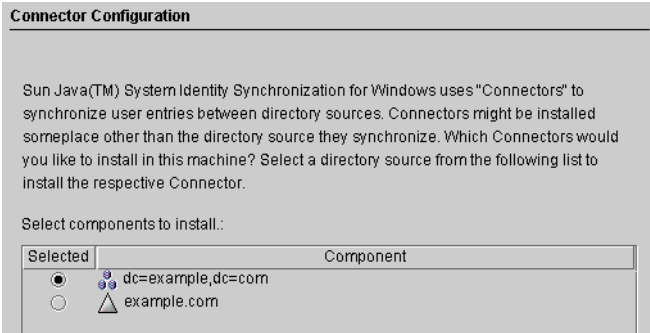 Connector Configuration
Sun Java(TM) System Identity Synchronization for Windows uses "Connectors" to
synchronize user entries between directory sources. Connectors might be installed
someplace other than the directory source they synchronize. Which Connectors would
you like to install in this machine? Select a directory source from the following list to
install the respective Connector.
Select components to install.:
Selected Component
dc=example,dc=com
example.com